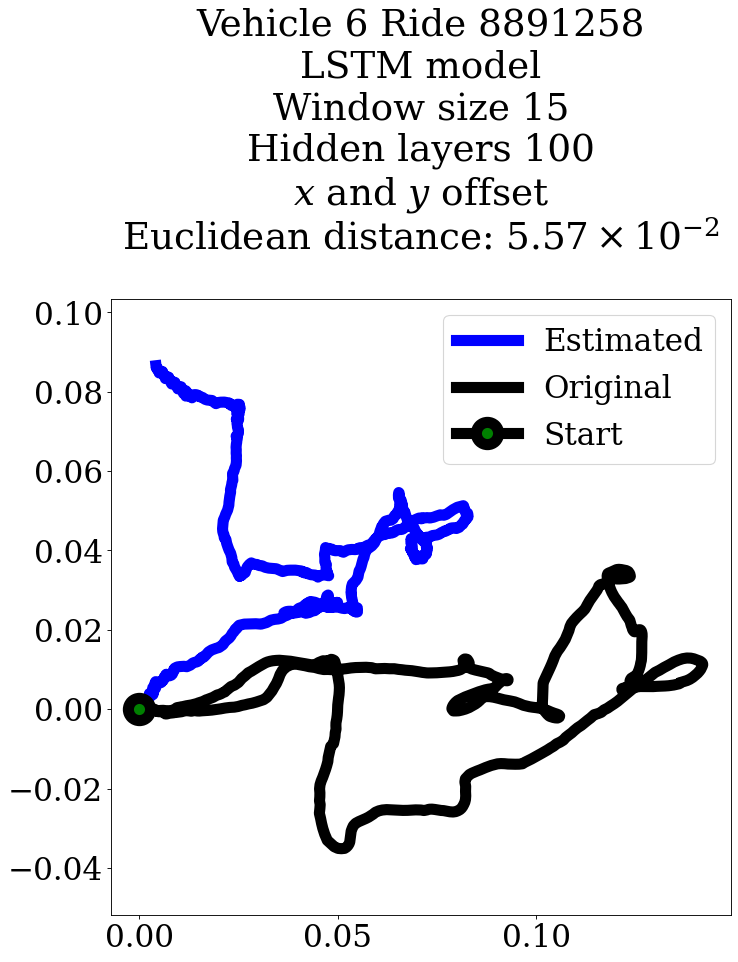 Vehicle 6 Ride 8891258
LSTM model
Window size 15
Hidden layers 100
x and y offset
Euclidean distance: 5.57 × 10⁻²
0.10
0.08
0.06
0.04
0.02
0.00
−0.02
−0.04
Estimated
Original
Start
0.00 0.05 0.10